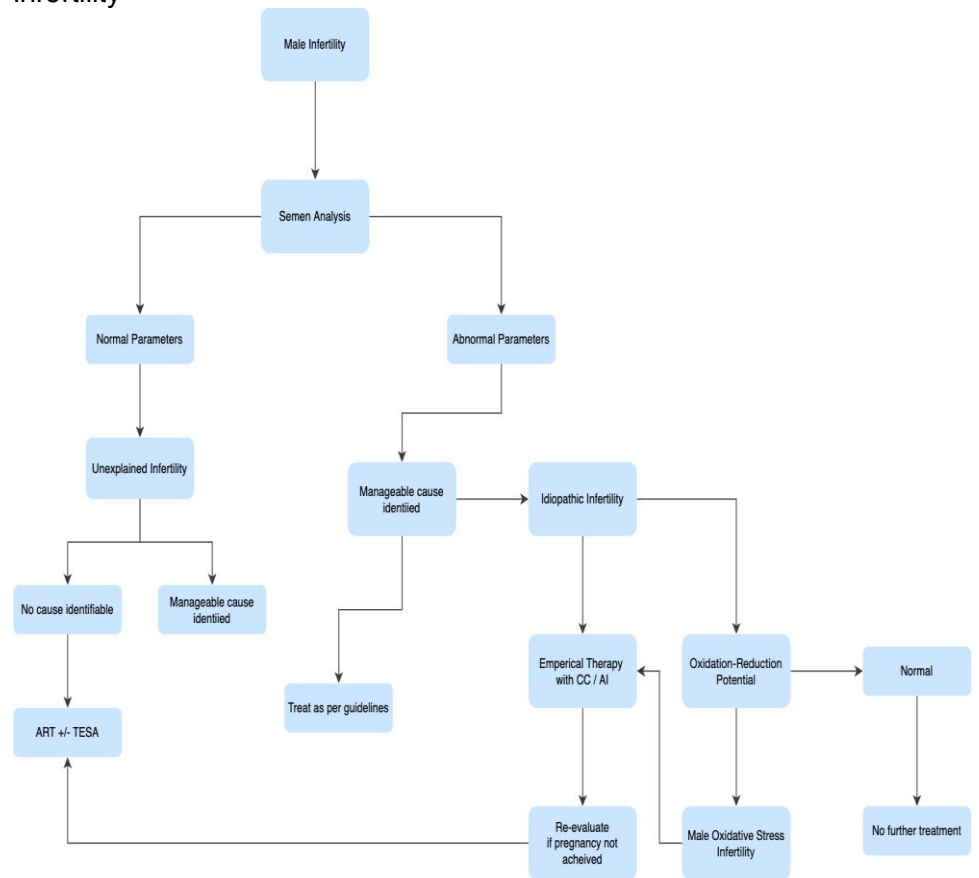 infertility
Male Infertility
Semen Analysis
Normal Parameters
Abnormal Parameters
Unexplained Infertility
Manageable cause
identiied
Idiopathic Infertility
No cause identifiable
Manageable cause
identiied
Emperical Therapy
with CC / AI
Oxidation-Reduction
Potential
Normal
Treat as per guidelines
ART +/- TESA
Re-evaluate
if pregnancy not
acheived
Male Oxidative Stress
Infertility
No further treatment